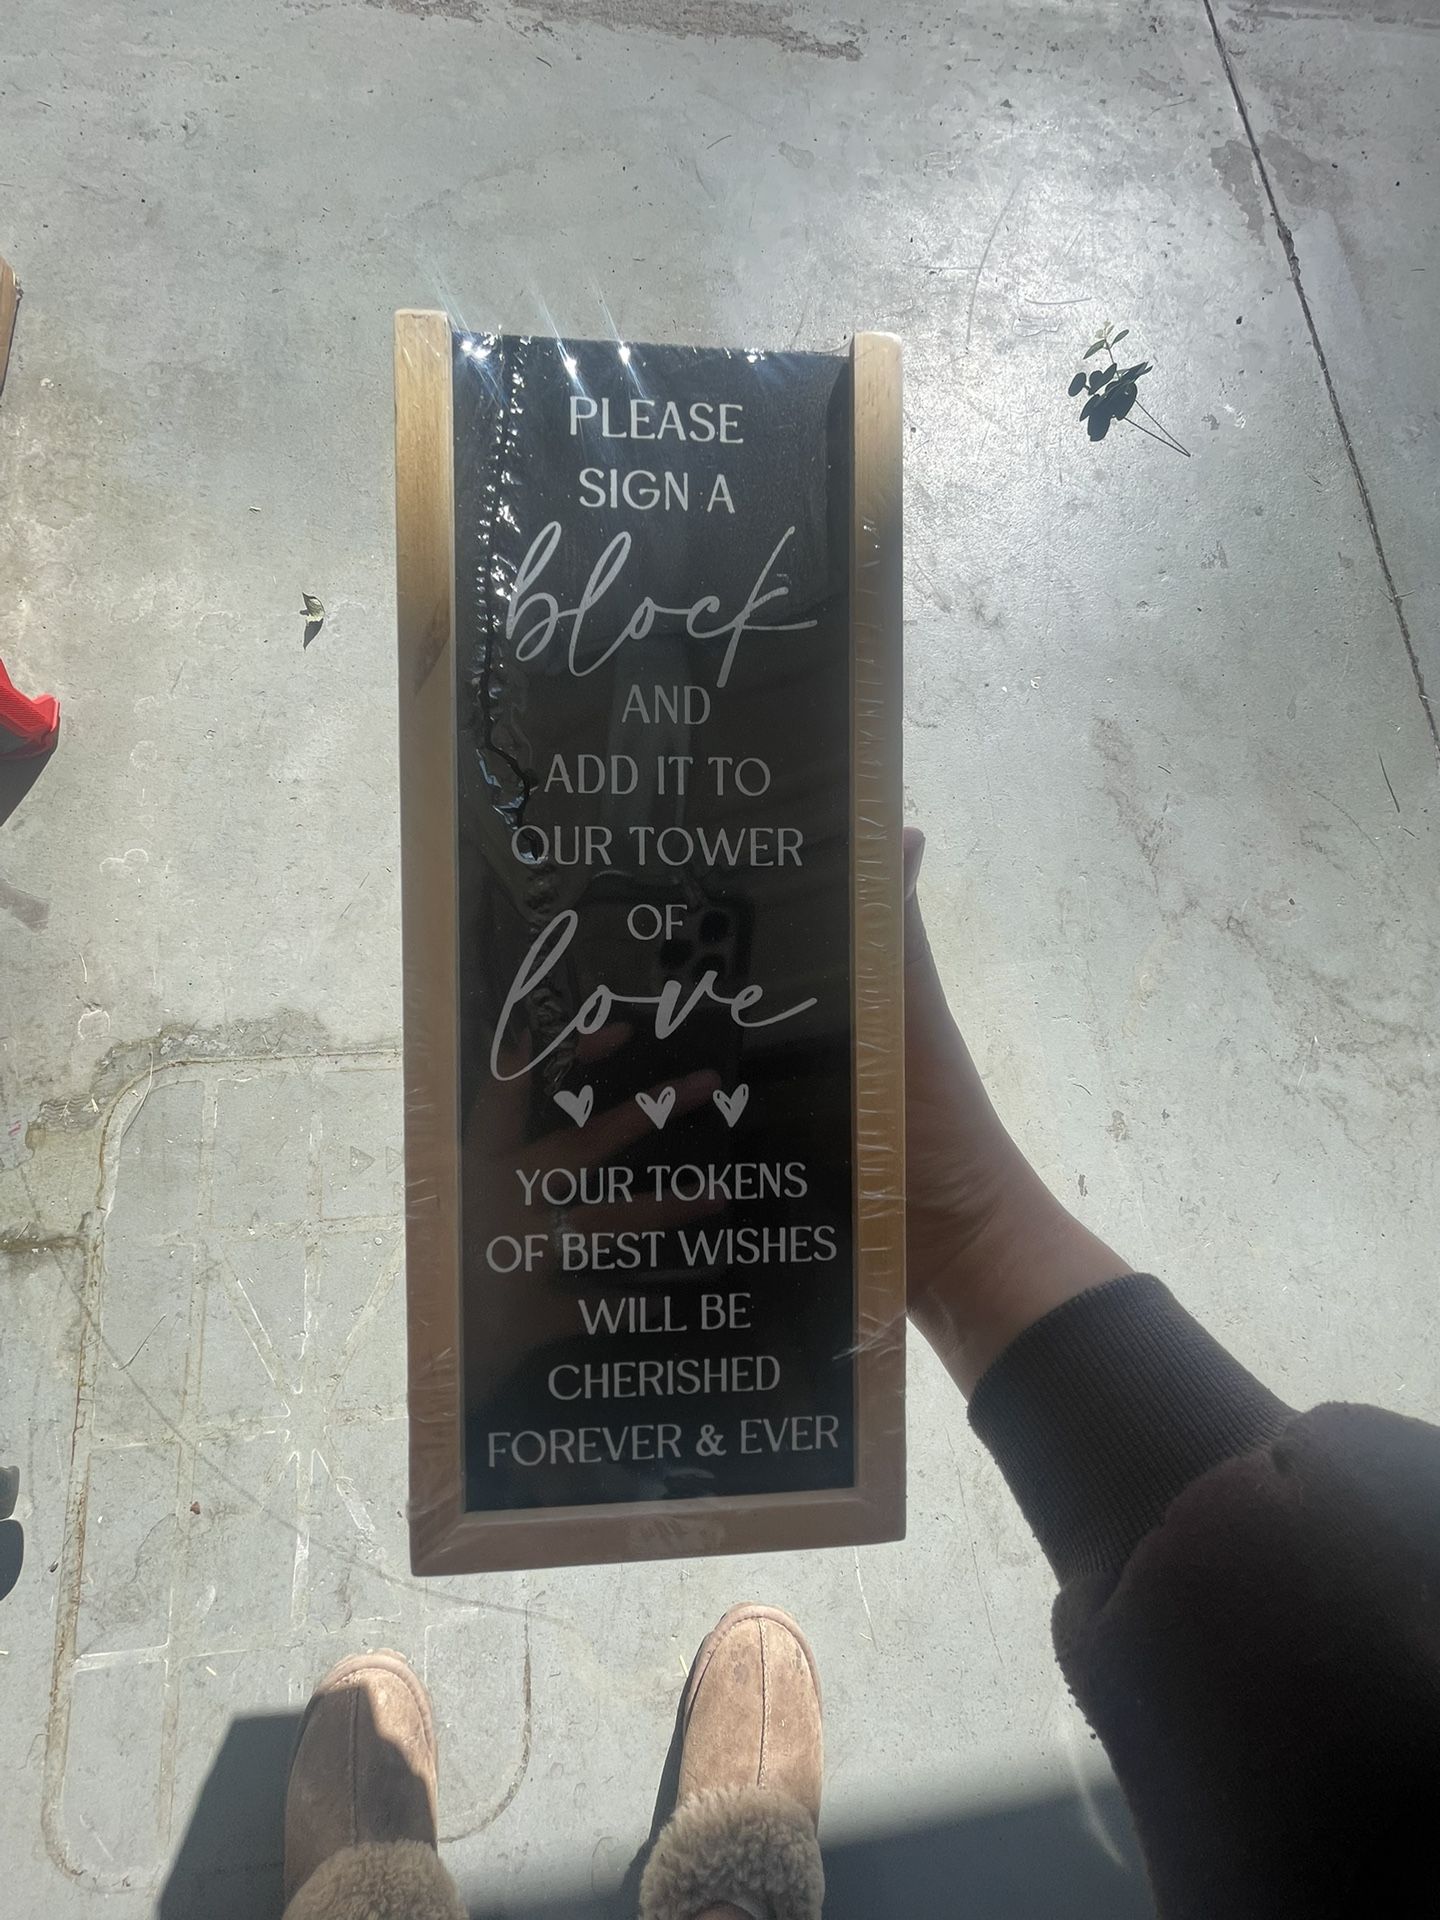 PLEASE
SIGN A
block
AND
ADD IT TO
OUR TOWER
OF
love
YOUR TOKENS
OF BEST WISHES
WILL BE
CHERISHED
FOREVER & EVER